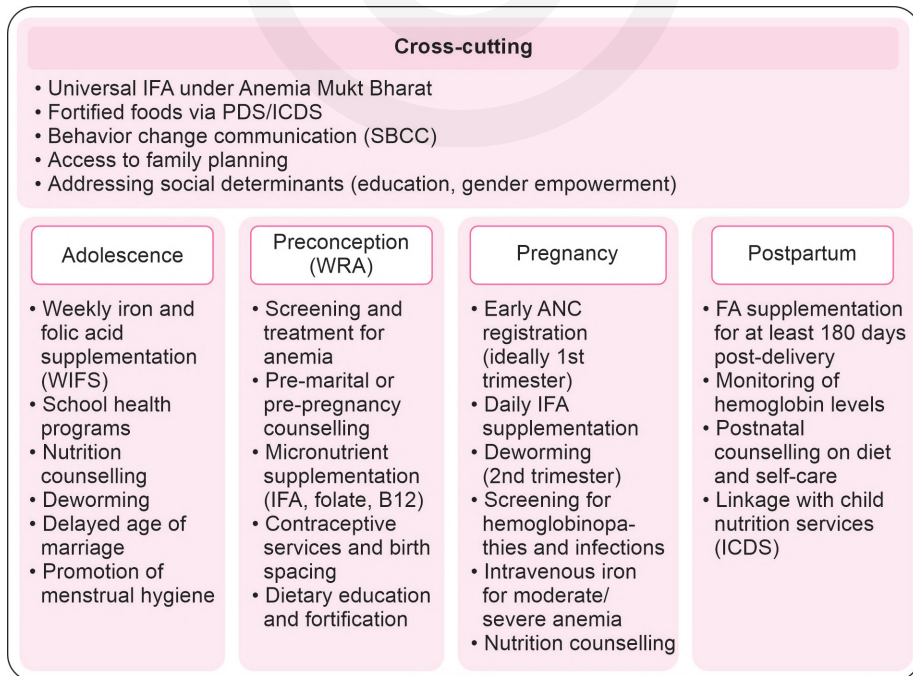 Cross-cutting
• Universal IFA under Anemia Mukt Bharat
• Fortified foods via PDS/ICDS
• Behavior change communication (SBCC)
• Access to family planning
• Addressing social determinants (education, gender empowerment)
Adolescence
• Weekly iron and
folic acid
supplementation
(WIFS)
• School health
programs
• Nutrition
counselling
• Deworming
• Delayed age of
marriage
• Promotion of
menstrual hygiene
Preconception
(WRA)
• Screening and
treatment for
anemia
• Pre-marital or
pre-pregnancy
counselling
• Micronutrient
supplementation
(IFA, folate, B12)
• Contraceptive
services and birth
spacing
• Dietary education
and fortification
Pregnancy
• Early ANC
registration
(ideally 1st
trimester)
• Daily IFA
supplementation
• Deworming
(2nd trimester)
• Screening for
hemoglobinopa-
thies and infections
• Intravenous iron
for moderate/
severe anemia
• Nutrition counselling
Postpartum
• FA supplementation
for at least 180 days
post-delivery
• Monitoring of
hemoglobin levels
• Postnatal
counselling on diet
and self-care
• Linkage with child
nutrition services
(ICDS)